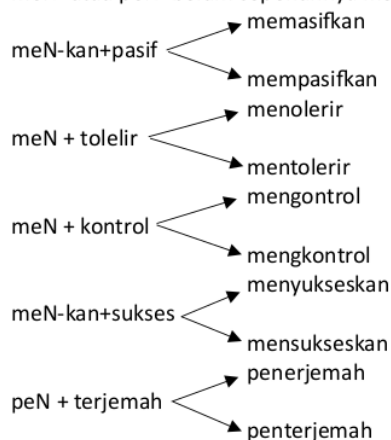 memasifkan
meN-kan+pasif
mempasifkan
menolerir
meN + tolelir
mentolerir
mengontrol
meN + kontrol
mengkontrol
menyukseskan
meN-kan+sukses
mensukseskan
penerjemah
peN + terjemah
penterjemah